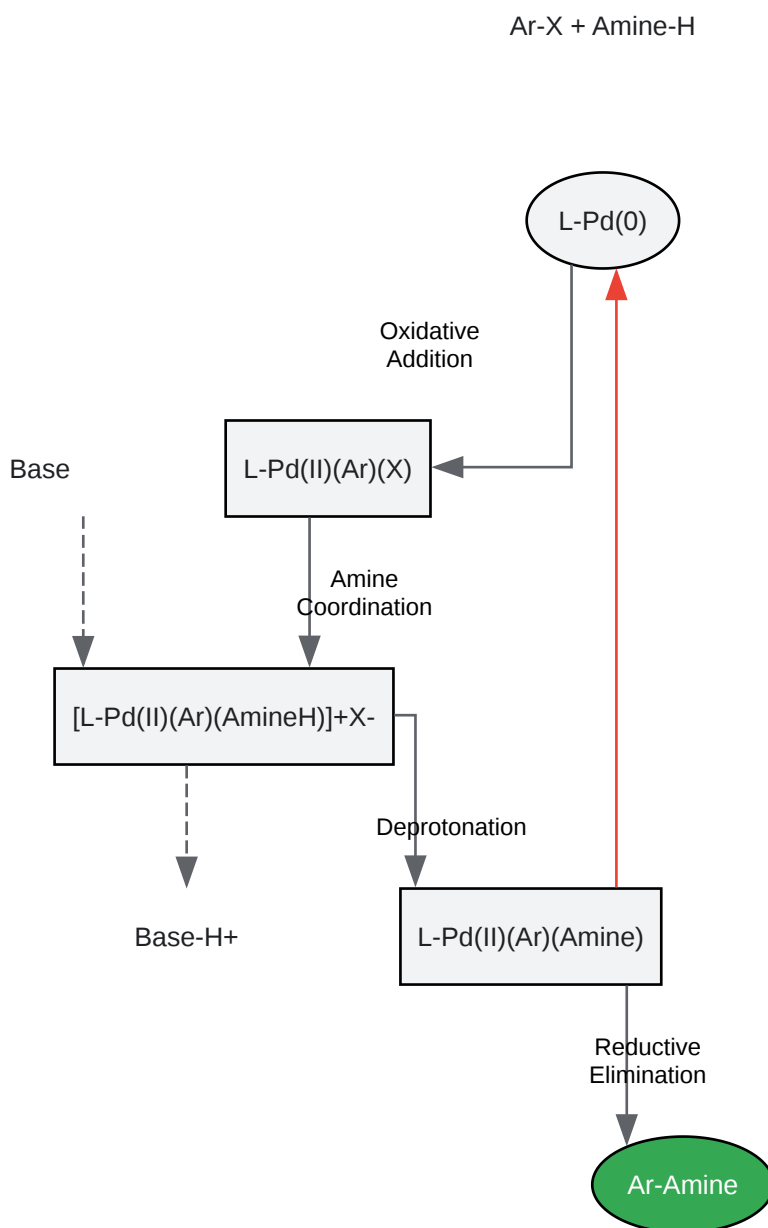 Ar-X + Amine-H
L-Pd(0)
Oxidative
Addition
L-Pd(II)(Ar)(X)
Base
Amine
Coordination
[L-Pd(II)(Ar)(AmineH)]+X-
Deprotonation
L-Pd(II)(Ar)(Amine)
Base-H+
Reductive
Elimination
Ar-Amine